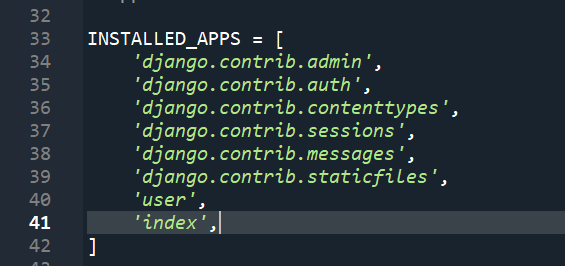 32
33 INSTALLED_APPS = [
34     'django.contrib.admin',
35     'django.contrib.auth',
36     'django.contrib.contenttypes',
37     'django.contrib.sessions',
38     'django.contrib.messages',
39     'django.contrib.staticfiles',
40     'user',
41     'index',
42 ]